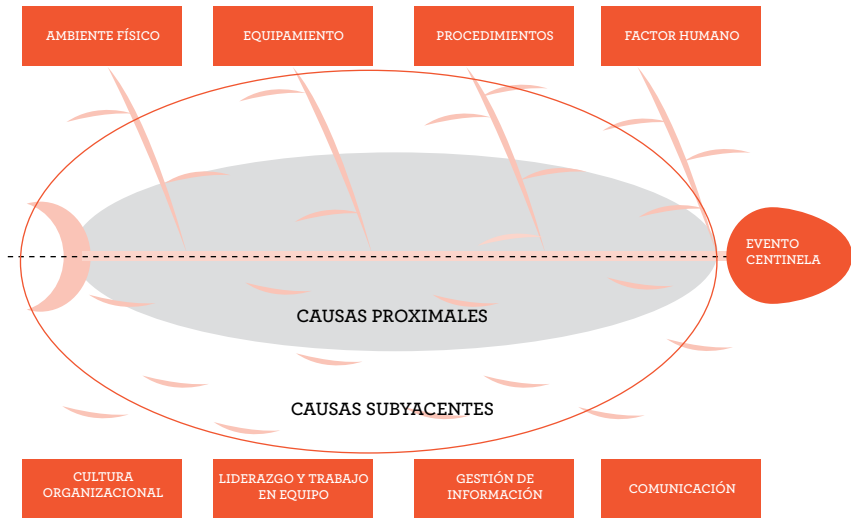 AMBIENTE FÍSICO
EQUIPAMIENTO
PROCEDIMIENTOS
FACTOR HUMANO
EVENTO
CENTINELA
CAUSAS PROXIMALES
CAUSAS SUBYACENTES
CULTURA
ORGANIZACIONAL
LIDERAZGO Y TRABAJO
EN EQUIPO
GESTIÓN DE
INFORMACIÓN
COMUNICACIÓN